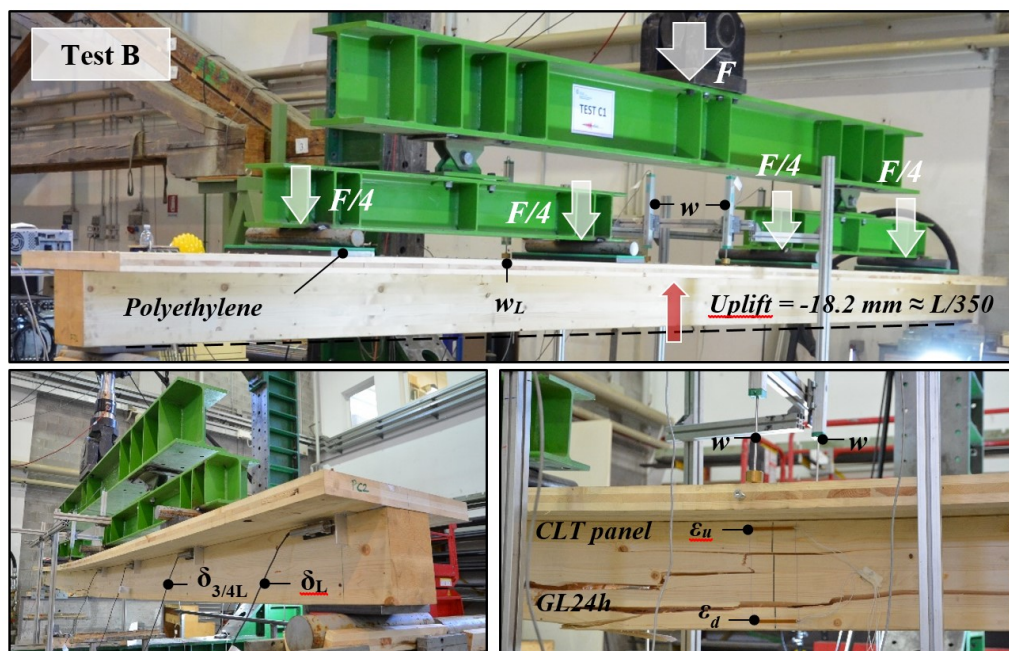 Test B
F
TEST C1
F/4
F/4
F/4
F/4
w
Polyethylene
w_L
Uplift = -18.2 mm ≈ L/350
PC2
δ_3/4L
δ_L
w
w
CLT panel
ε_u
GL24h
ε_d